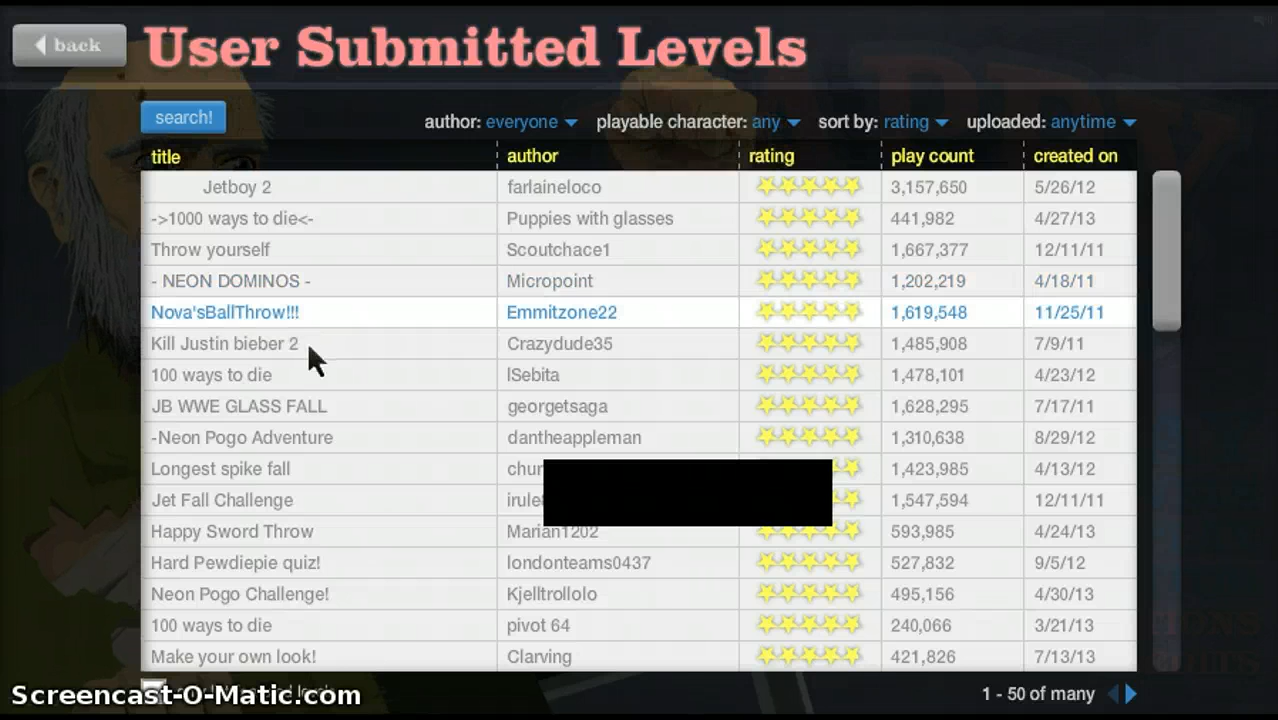 back
User Submitted Levels
search! author: everyone playable character: any sort by: rating uploaded: anytime
title author rating play count created on
Jetboy 2 farlaineloco 3,157,650 5/26/12
->1000 ways to die<- Puppies with glasses 441,982 4/27/13
Throw yourself Scoutchace1 1,667,377 12/11/11
- NEON DOMINOS - Micropoint 1,202,219 4/18/11
Nova'sBallThrow!!! Emmitzone22 1,619,548 11/25/11
Kill Justin bieber 2 Crazydude35 1,485,908 7/9/11
100 ways to die ISebita 1,478,101 4/23/12
JB WWE GLASS FALL georgetsaga 1,628,295 7/17/11
-Neon Pogo Adventure dantheappleman 1,310,638 8/29/12
Longest spike fall 1,423,985 4/13/12
Jet Fall Challenge 1,547,594 12/11/11
Happy Sword Throw Marian1202 593,985 4/24/13
Hard Pewdiepie quiz! londonteams0437 527,832 9/5/12
Neon Pogo Challenge! Kjelltrollolo 495,156 4/30/13
100 ways to die pivot 64 240,066 3/21/13
Make your own look! Clarving 421,826 7/13/13
Screencast-O-Matic.com 1 - 50 of many